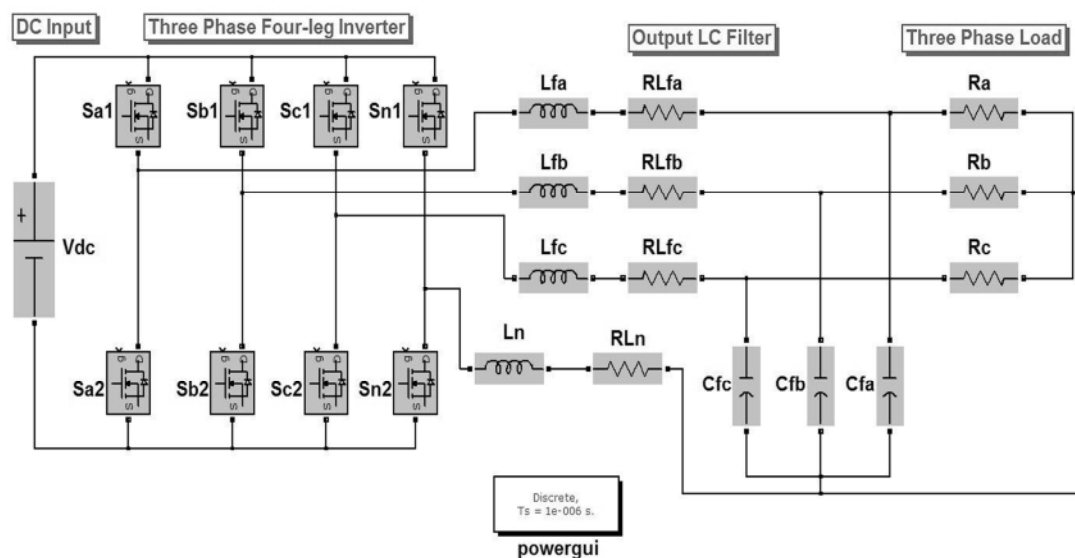 DC Input
Three Phase Four-leg Inverter
Output LC Filter
Three Phase Load
Sa1
Sb1
Sc1
Sn1
Lfa
RLfa
Ra
Lfb
RLfb
Rb
Vdc
Lfc
RLfc
Rc
Ln
RLn
Sa2
Sb2
Sc2
Sn2
Cfc
Cfb
Cfa
g
g
g
g
g
g
g
g
S
S
S
S
S
S
S
S
+
Discrete,
Ts = 1e-006 s.
powergui